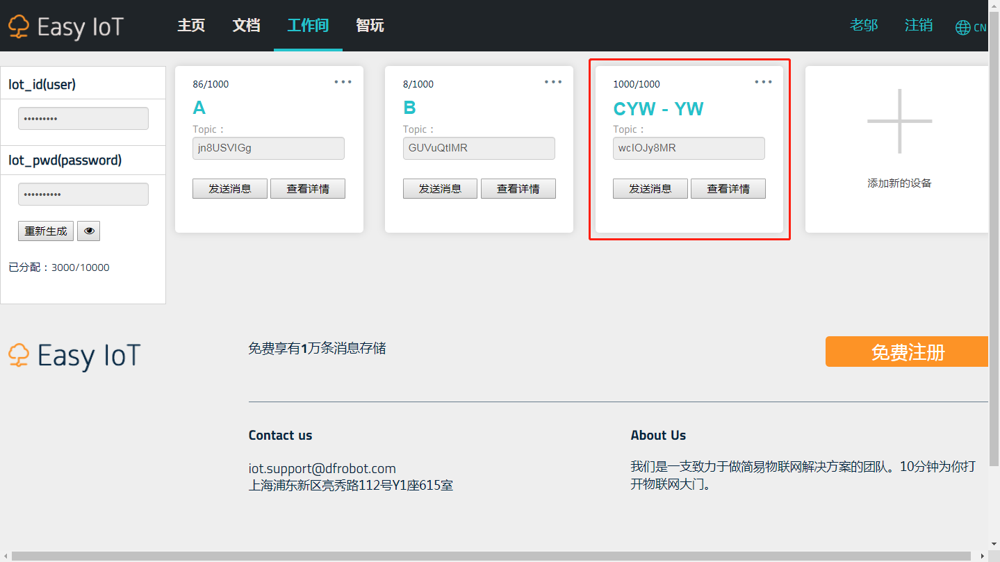 Easy IoT
主页
文档
工作间
智玩
老邬
注销
CN
Iot_id(user)
•••••••••
Iot_pwd(password)
••••••••••
重新生成
已分配：3000/10000
86/1000
A
Topic：
jn8USVIGg
发送消息
查看详情
8/1000
B
Topic：
GUVuQtIMR
发送消息
查看详情
1000/1000
CYW - YW
Topic：
wcIOJy8MR
发送消息
查看详情
添加新的设备
Easy IoT
免费享有1万条消息存储
免费注册
Contact us
iot.support@dfrobot.com
上海浦东新区亮秀路112号Y1座615室
About Us
我们是一支致力于做简易物联网解决方案的团队。10分钟为你打
开物联网大门。